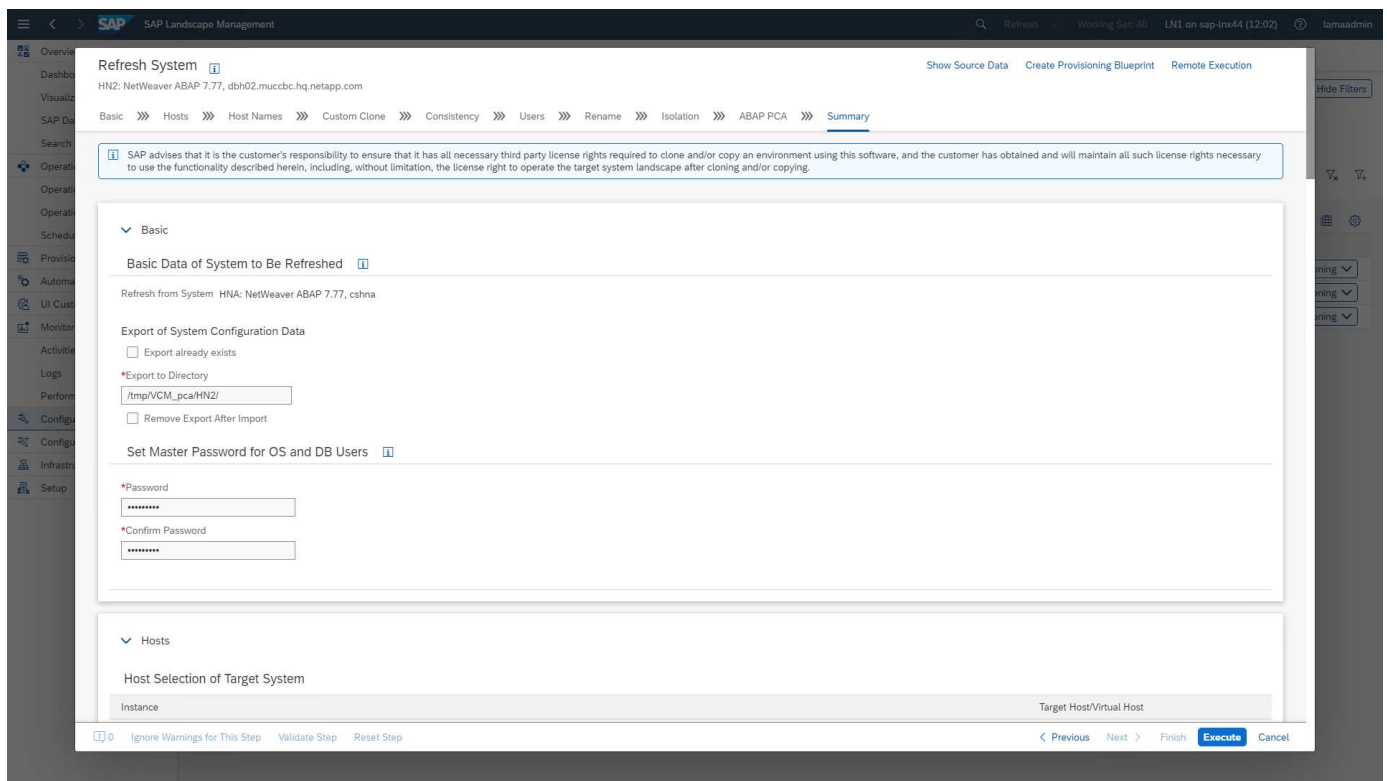 SAP SAP Landscape Management Refresh Working Set: All LN1 on sap-lnx44 (12:02) lamaadmin
Refresh System
Show Source Data Create Provisioning Blueprint Remote Execution
HN2: NetWeaver ABAP 7.77, dbh02.muccbc.hq.netapp.com
Hide Filters
Basic Hosts Host Names Custom Clone Consistency Users Rename Isolation ABAP PCA Summary
SAP advises that it is the customer's responsibility to ensure that it has all necessary third party license rights required to clone and/or copy an environment using this software, and the customer has obtained and will maintain all such license rights necessary
to use the functionality described herein, including, without limitation, the license right to operate the target system landscape after cloning and/or copying.
Overvie
Dashbo
Visualiz
SAP Da
Search
Operati
Operati
Operati
Schedu
Provisio
Automa
UI Cust
Monitor
Activitie
Logs
Perform
Configu
Configu
Infrastru
Setup
Basic
Basic Data of System to Be Refreshed
Refresh from System HNA: NetWeaver ABAP 7.77, cshna
Export of System Configuration Data
Export already exists
*Export to Directory
/tmp/VCM_pca/HN2/
Remove Export After Import
Set Master Password for OS and DB Users
*Password
•••••••••
*Confirm Password
•••••••••
Hosts
Host Selection of Target System
Instance Target Host/Virtual Host
oning
oning
oning
0 Ignore Warnings for This Step Validate Step Reset Step < Previous Next > Finish Execute Cancel